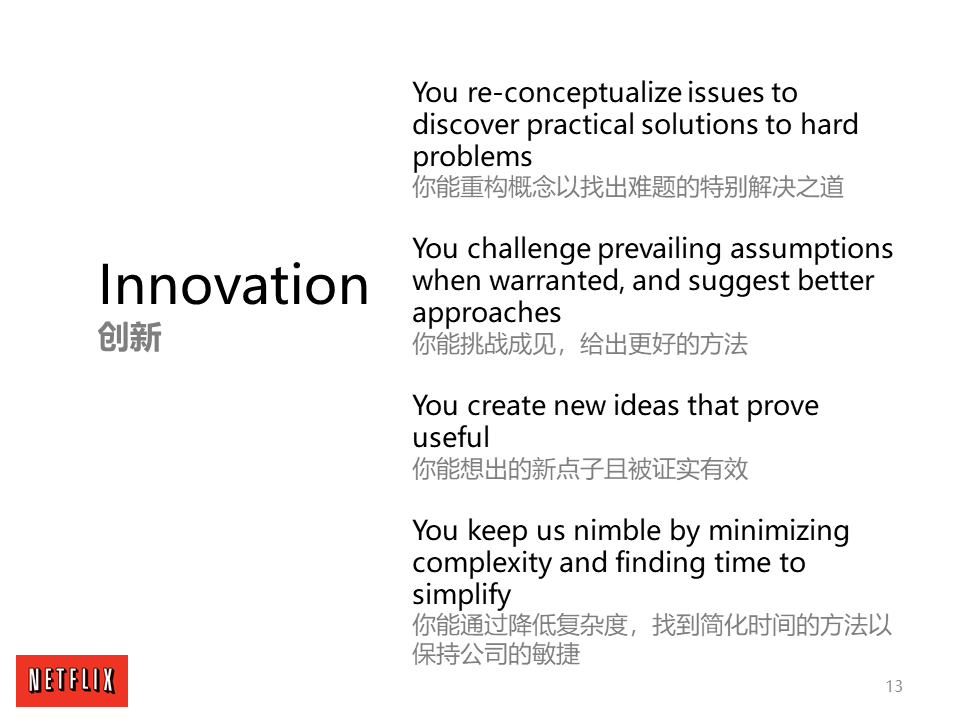 Innovation
创新
You re-conceptualize issues to
discover practical solutions to hard
problems
你能重构概念以找出难题的特别解决之道
You challenge prevailing assumptions
when warranted, and suggest better
approaches
你能挑战成见，给出更好的方法
You create new ideas that prove
useful
你能想出的新点子且被证实有效
You keep us nimble by minimizing
complexity and finding time to
simplify
你能通过降低复杂度，找到简化时间的方法以
保持公司的敏捷
NETFLIX
13